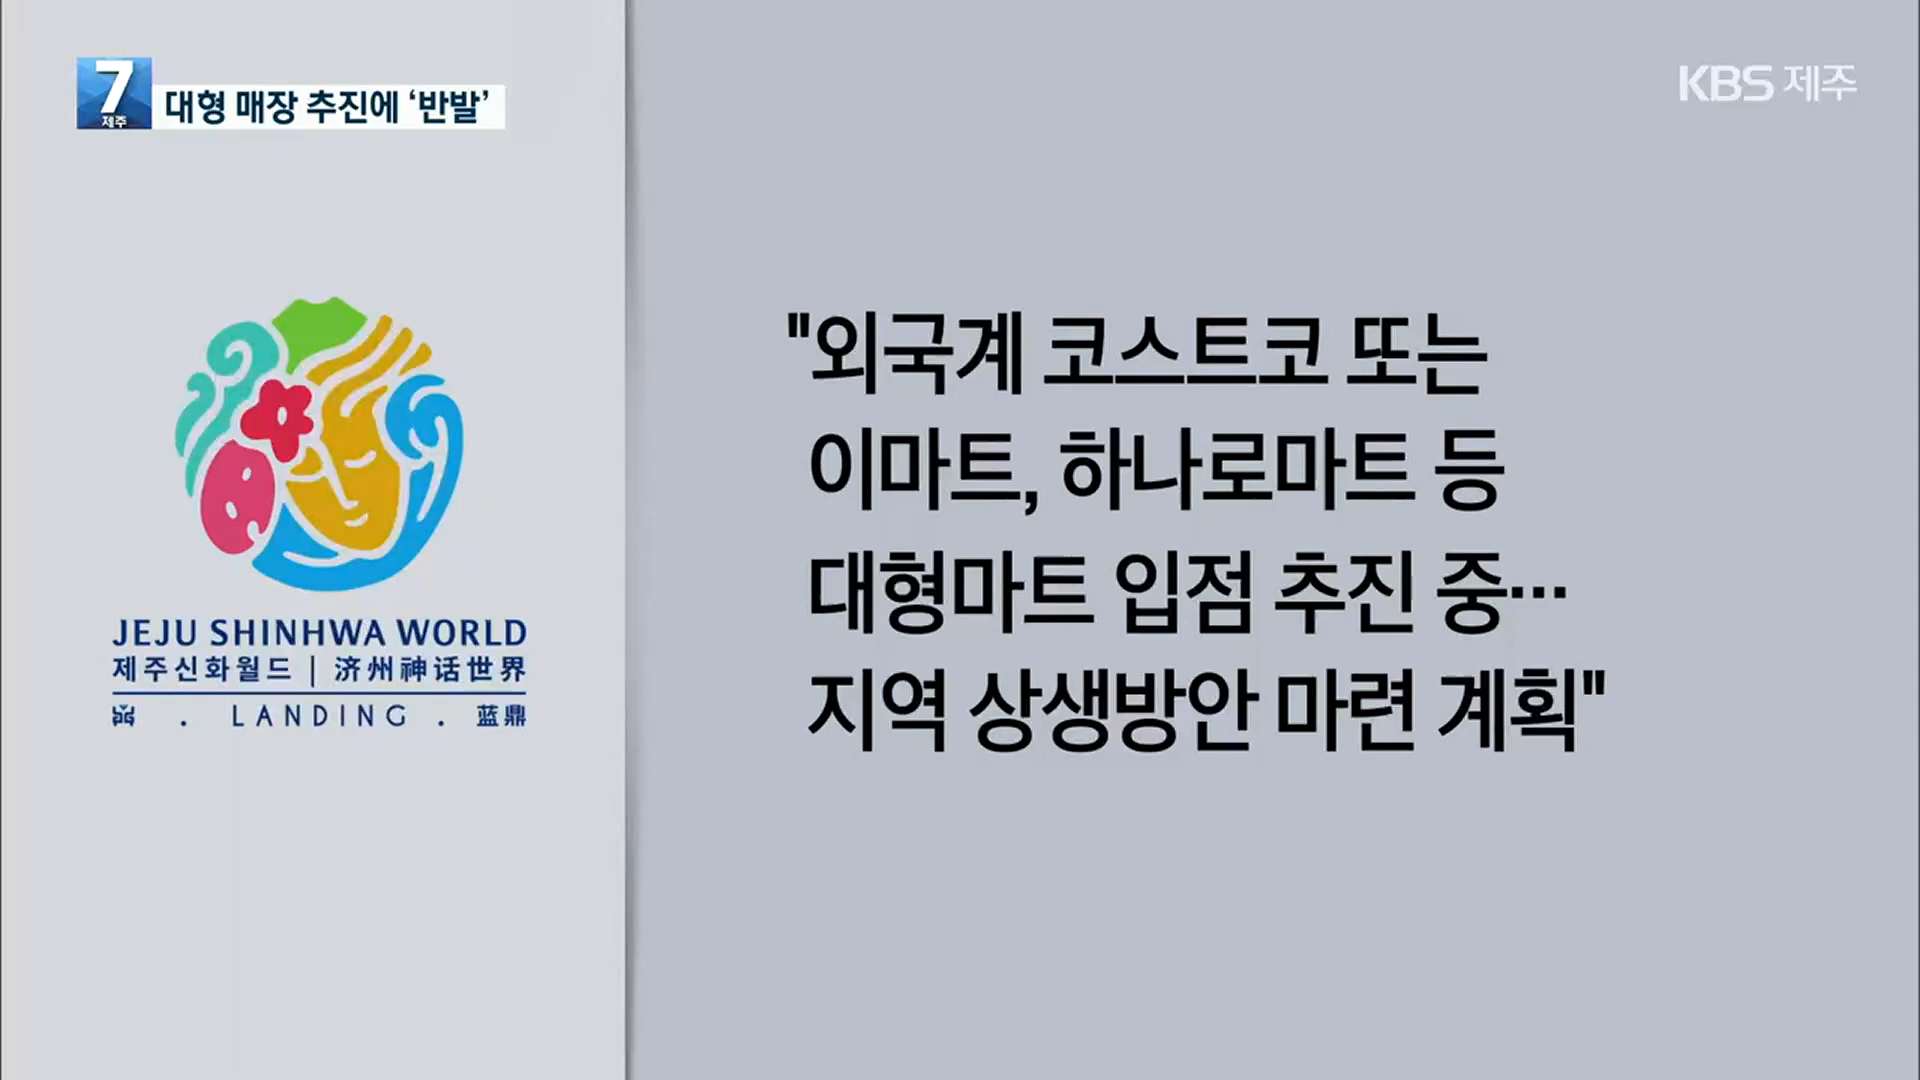 7
제주
대형 매장 추진에 ‘반발’
KBS 제주
"외국계 코스트코 또는
이마트, 하나로마트 등
대형마트 입점 추진 중…
지역 상생방안 마련 계획"
JEJU SHINHWA WORLD
제주신화월드 | 济州神话世界
. LANDING . 蓝鼎